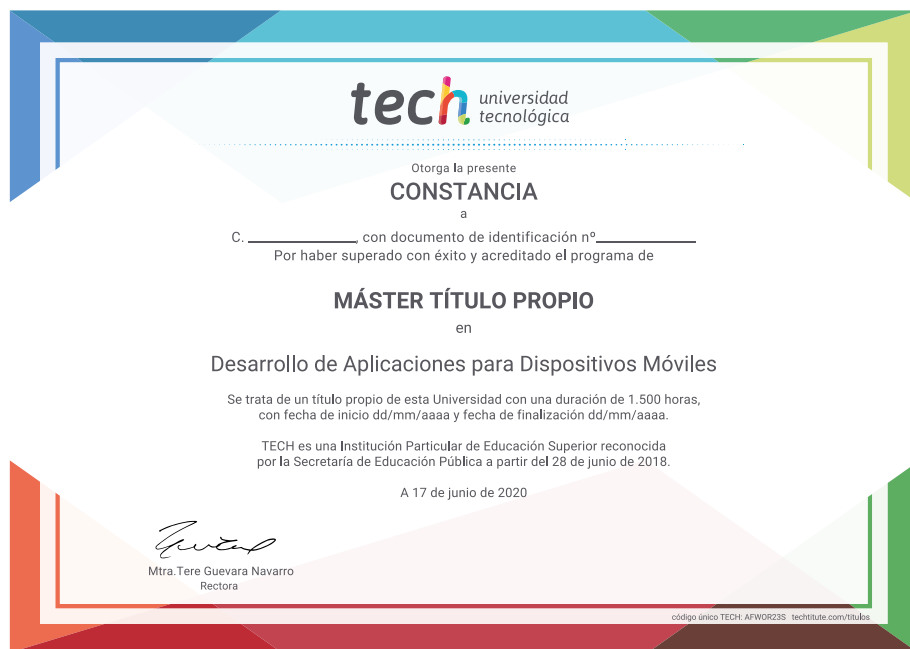 tech universidad
tecnológica
Otorga la presente
CONSTANCIA
a
C. ____________, con documento de identificación nº___________
Por haber superado con éxito y acreditado el programa de
MÁSTER TÍTULO PROPIO
en
Desarrollo de Aplicaciones para Dispositivos Móviles
Se trata de un título propio de esta Universidad con una duración de 1.500 horas,
con fecha de inicio dd/mm/aaaa y fecha de finalización dd/mm/aaaa.
TECH es una Institución Particular de Educación Superior reconocida
por la Secretaría de Educación Pública a partir del 28 de junio de 2018.
A 17 de junio de 2020
Mtra.Tere Guevara Navarro
Rectora
código único TECH: AFWOR23S techtitute.com/titulos